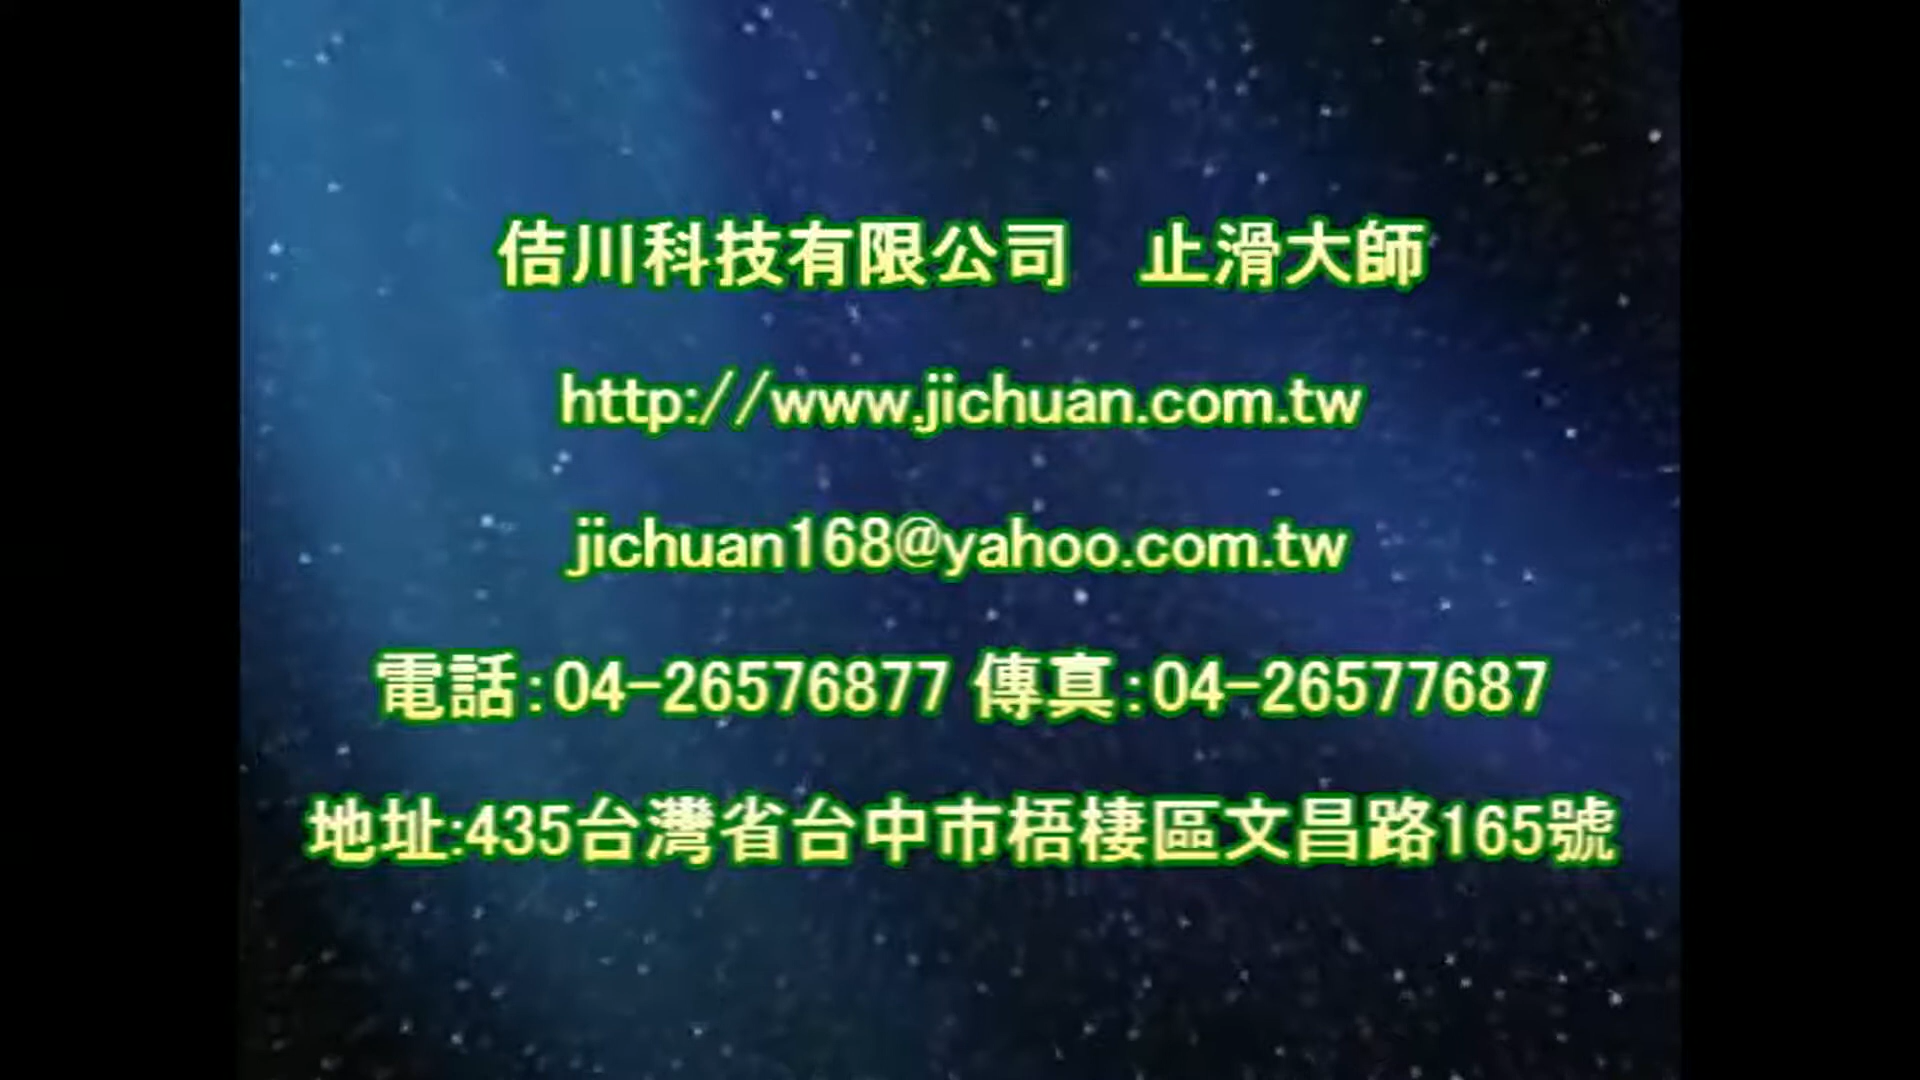 佶川科技有限公司　止滑大師
http://www.jichuan.com.tw
jichuan168@yahoo.com.tw
電話:04-26576877 傳真:04-26577687
地址:435台灣省台中市梧棲區文昌路165號